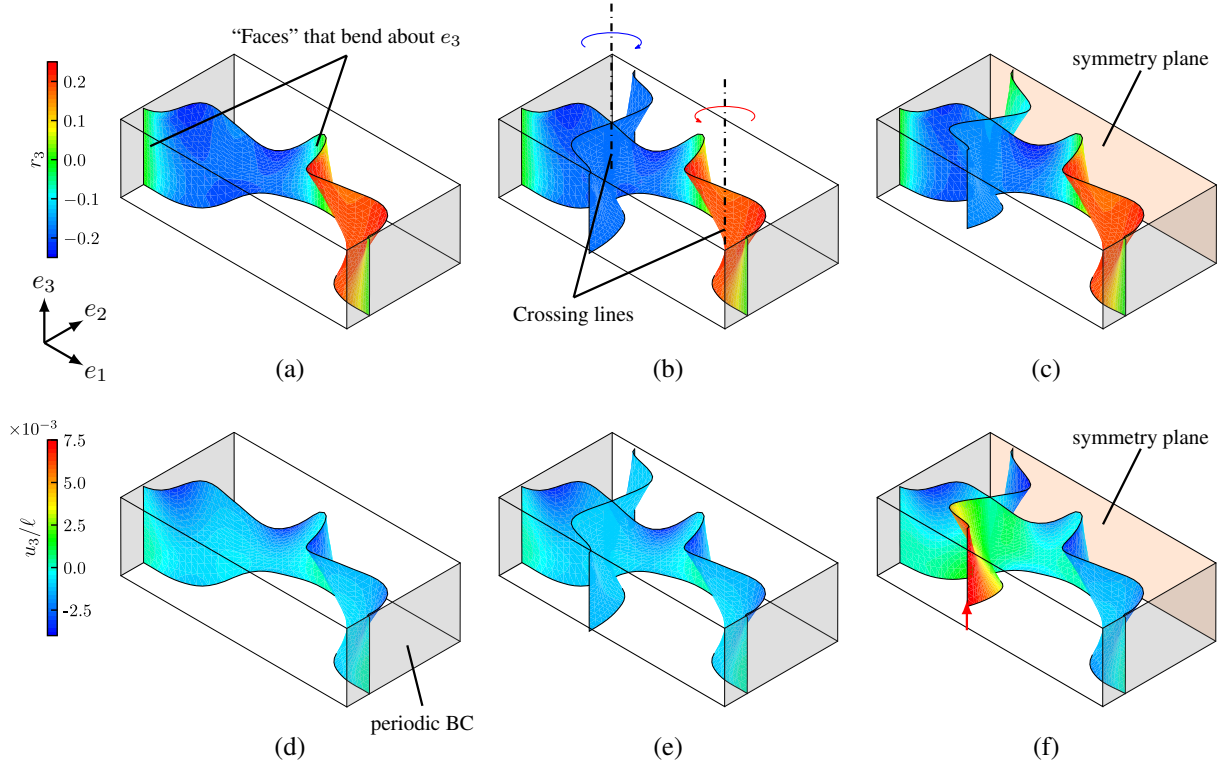 “Faces” that bend about e₃
symmetry plane
0.2
0.1
0.0
−0.1
−0.2
r₃
Crossing lines
e₃
e₂
e₁
(a)
(b)
(c)
×10⁻³
7.5
5.0
2.5
0.0
-2.5
u₃/ℓ
symmetry plane
periodic BC
(d)
(e)
(f)